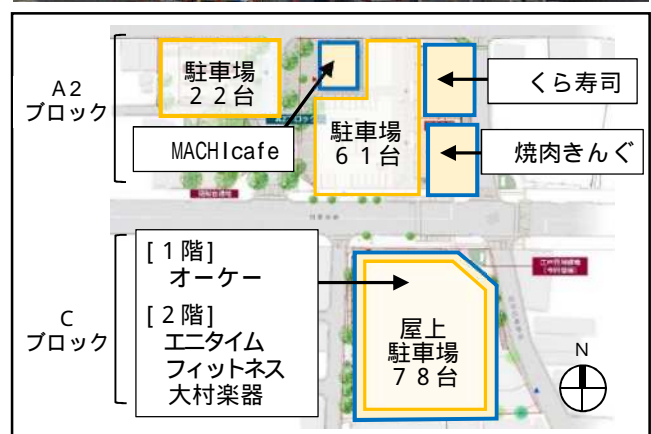 A2
ブロック
駐車場
22台
MACHIcafe
駐車場
61台
くら寿司
焼肉きんぐ
C
ブロック
[1階]
オーケー
[2階]
エニタイム
フィットネス
大村楽器
屋上
駐車場
78台
N